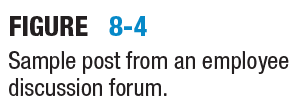 FIGURE 8-4
Sample post from an employee
discussion forum.